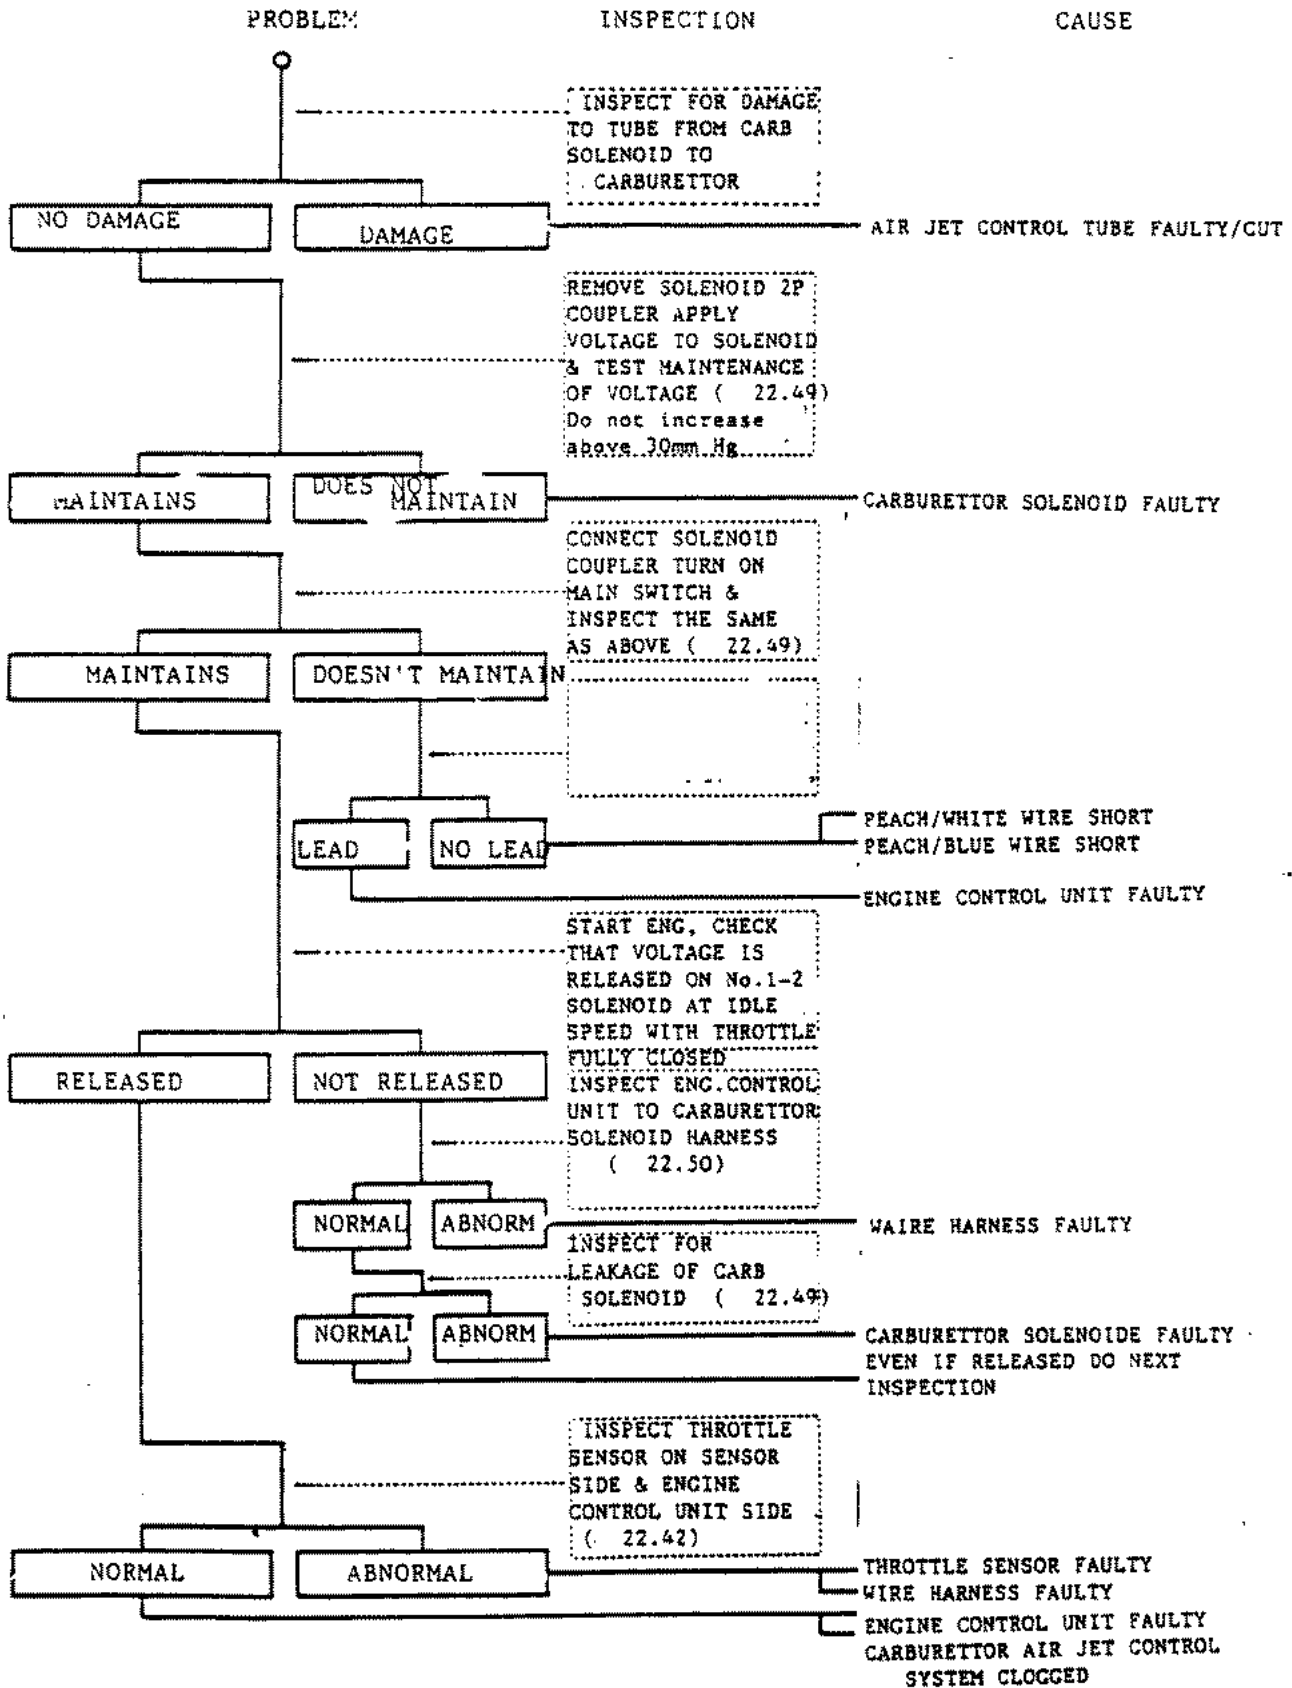 PROBLEM INSPECTION CAUSE
INSPECT FOR DAMAGE
TO TUBE FROM CARB
SOLENOID TO
CARBURETTOR
NO DAMAGE
DAMAGE
AIR JET CONTROL TUBE FAULTY/CUT
REMOVE SOLENOID 2P
COUPLER APPLY
VOLTAGE TO SOLENOID
& TEST MAINTENANCE
OF VOLTAGE ( 22.49)
Do not increase
above 30mm Hg
MAINTAINS
DOES NOT
MAINTAIN
CARBURETTOR SOLENOID FAULTY
CONNECT SOLENOID
COUPLER TURN ON
MAIN SWITCH &
INSPECT THE SAME
AS ABOVE ( 22.49)
MAINTAINS
DOESN'T MAINTAIN
LEAD
NO LEAD
PEACH/WHITE WIRE SHORT
PEACH/BLUE WIRE SHORT
ENGINE CONTROL UNIT FAULTY
START ENG, CHECK
THAT VOLTAGE IS
RELEASED ON No.1-2
SOLENOID AT IDLE
SPEED WITH THROTTLE
FULLY CLOSED
RELEASED
NOT RELEASED
INSPECT ENG.CONTROL
UNIT TO CARBURETTOR
SOLENOID HARNESS
( 22.50)
NORMAL
ABNORM
WAIRE HARNESS FAULTY
INSPECT FOR
LEAKAGE OF CARB
SOLENOID ( 22.49)
NORMAL
ABNORM
CARBURETTOR SOLENOIDE FAULTY
EVEN IF RELEASED DO NEXT
INSPECTION
INSPECT THROTTLE
SENSOR ON SENSOR
SIDE & ENGINE
CONTROL UNIT SIDE
( 22.42)
NORMAL
ABNORMAL
THROTTLE SENSOR FAULTY
WIRE HARNESS FAULTY
ENGINE CONTROL UNIT FAULTY
CARBURETTOR AIR JET CONTROL
SYSTEM CLOGGED